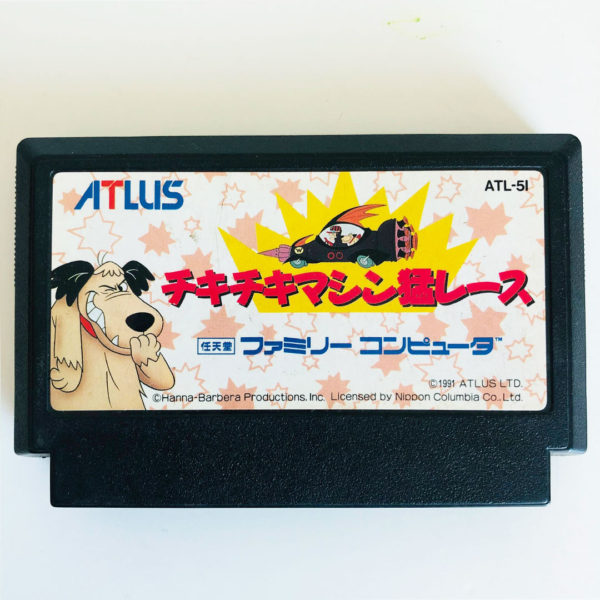 ATLUS
ATL-5I
チキチキマシン猛レース
任天堂 ファミリーコンピュータ™
©1991 ATLUS LTD.
©Hanna-Barbera Productions, Inc. Licensed by Nippon Columbia Co., Ltd.